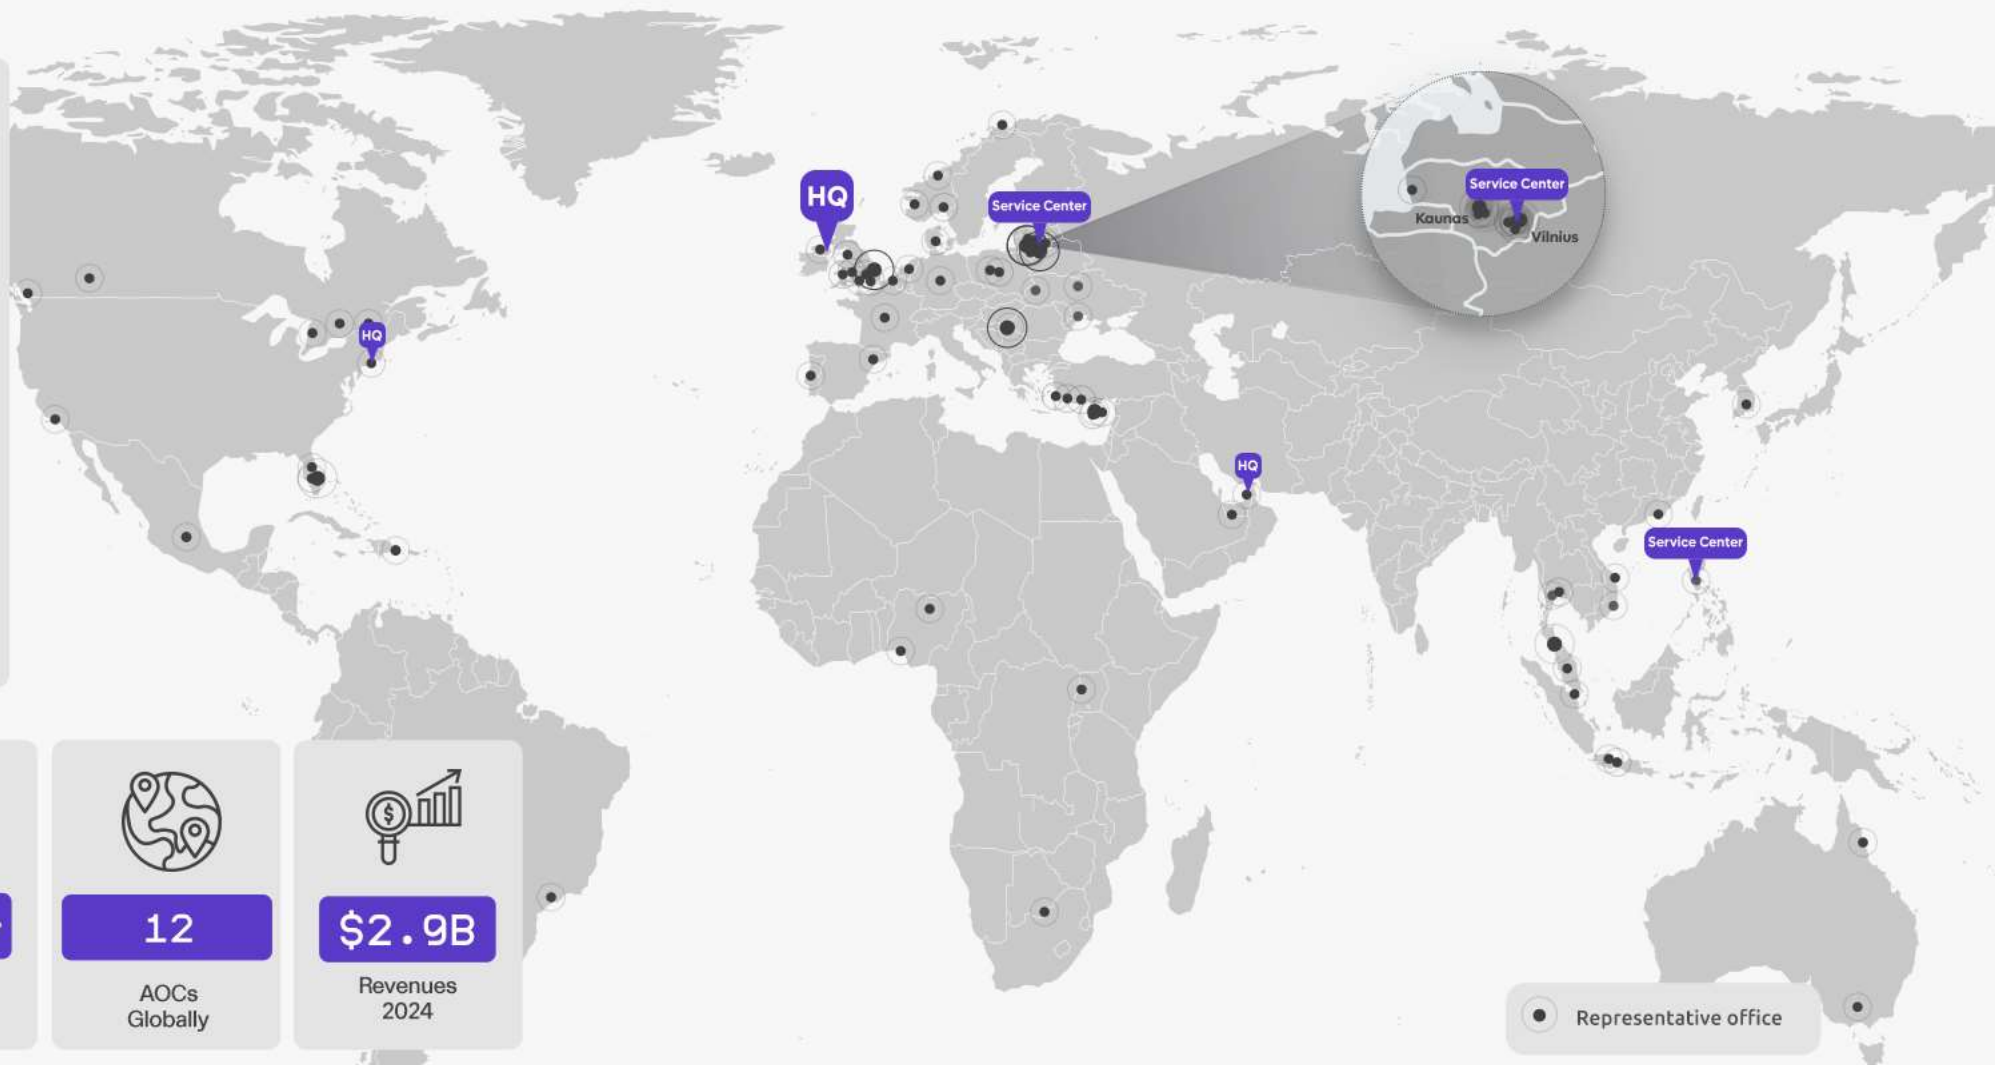 HQ
Service Center
Service Center
Kaunas
Vilnius
HQ
HQ
Service Center
12
AOCs
Globally
$2.9B
Revenues
2024
Representative office